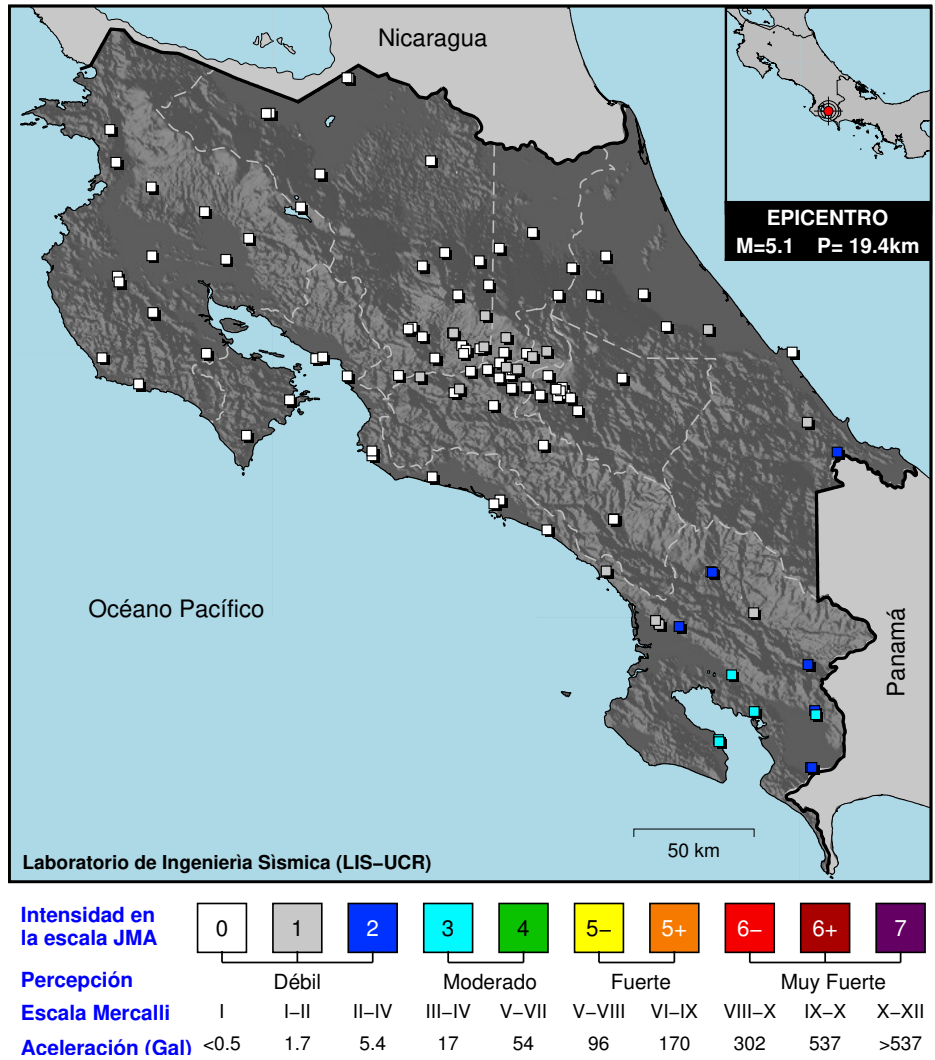 Nicaragua
EPICENTRO
M=5.1 P= 19.4km
Océano Pacífico
Panamá
50 km
Laboratorio de Ingenierìa Sìsmica (LIS−UCR)
Intensidad en
la escala JMA
0 1 2 3 4 5− 5+ 6− 6+ 7
Percepción Débil Moderado Fuerte Muy Fuerte
Escala Mercalli I I−II II−IV III−IV V−VII V−VIII VI−IX VIII−X IX−X X−XII
Aceleración (Gal) <0.5 1.7 5.4 17 54 96 170 302 537 >537